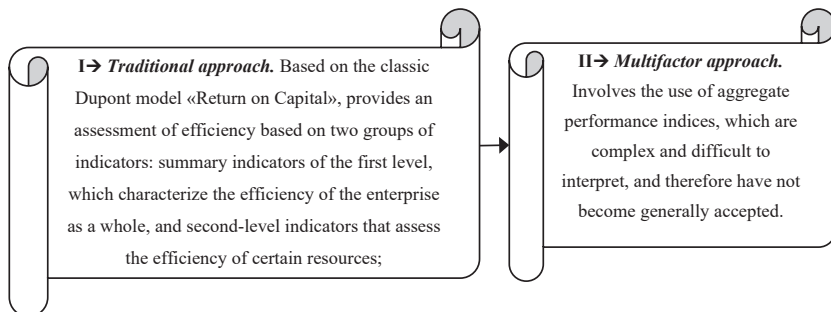 I→ Traditional approach. Based on the classic
Dupont model «Return on Capital», provides an
assessment of efficiency based on two groups of
indicators: summary indicators of the first level,
which characterize the efficiency of the enterprise
as a whole, and second-level indicators that assess
the efficiency of certain resources;
II→ Multifactor approach.
Involves the use of aggregate
performance indices, which are
complex and difficult to
interpret, and therefore have not
become generally accepted.